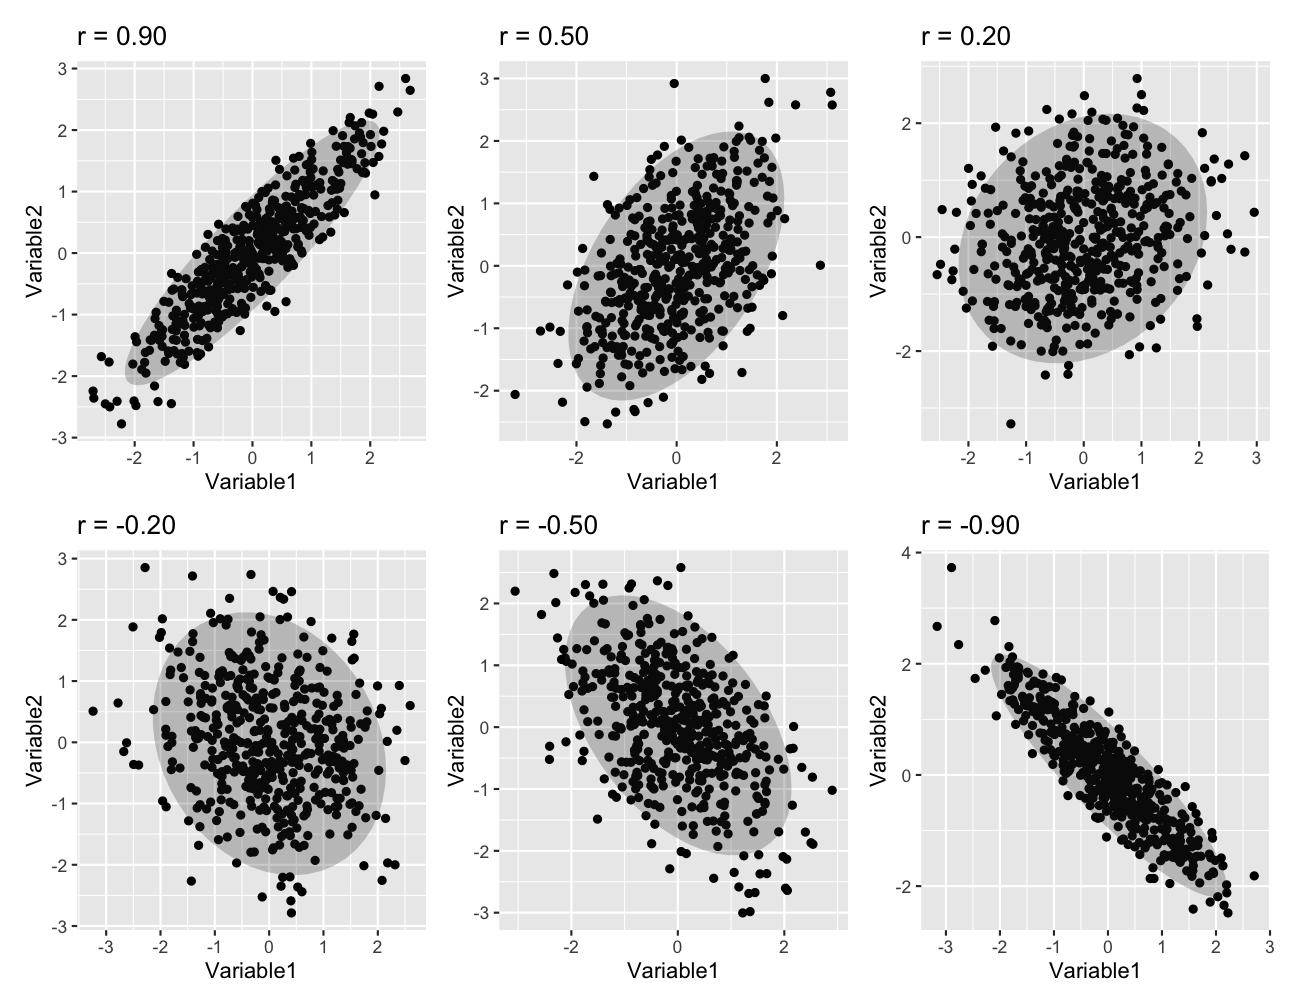 r = 0.90
r = 0.50
r = 0.20
3
2
1
0
-1
-2
-3
Variable2
-2 -1 0 1 2
Variable1
3
2
1
0
-1
-2
Variable2
-2 0 2
Variable1
2
0
-2
Variable2
-2 -1 0 1 2 3
Variable1
r = -0.20
r = -0.50
r = -0.90
3
2
1
0
-1
-2
-3
Variable2
-3 -2 -1 0 1 2
Variable1
2
1
0
-1
-2
-3
Variable2
-2 0 2
Variable1
4
2
0
-2
Variable2
-3 -2 -1 0 1 2 3
Variable1